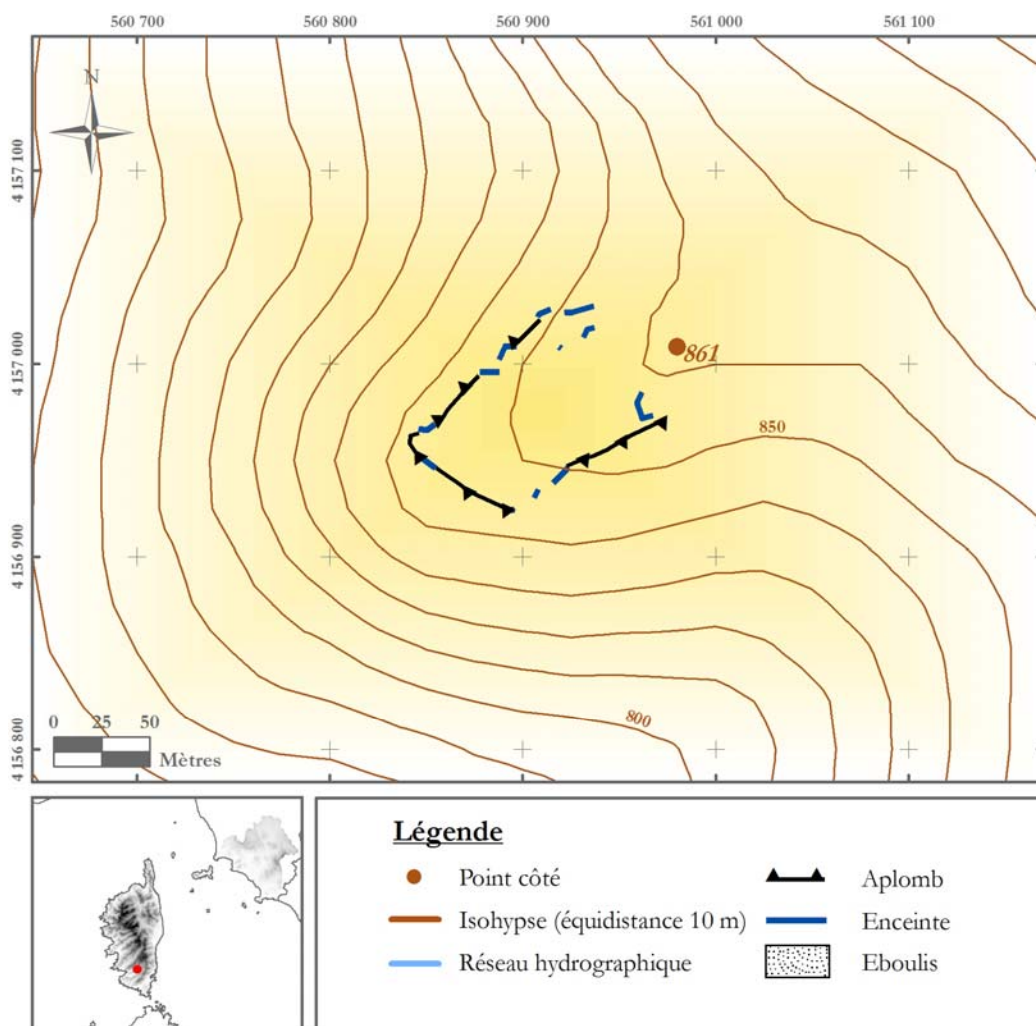 560 700 560 800 560 900 561 000 561 100
N
4 157 100
861
4 157 000
850
4 156 900
800
0 25 50
Mètres
4 156 800
Légende
Point côté
Aplomb
Isohypse (équidistance 10 m)
Enceinte
Réseau hydrographique
Eboulis